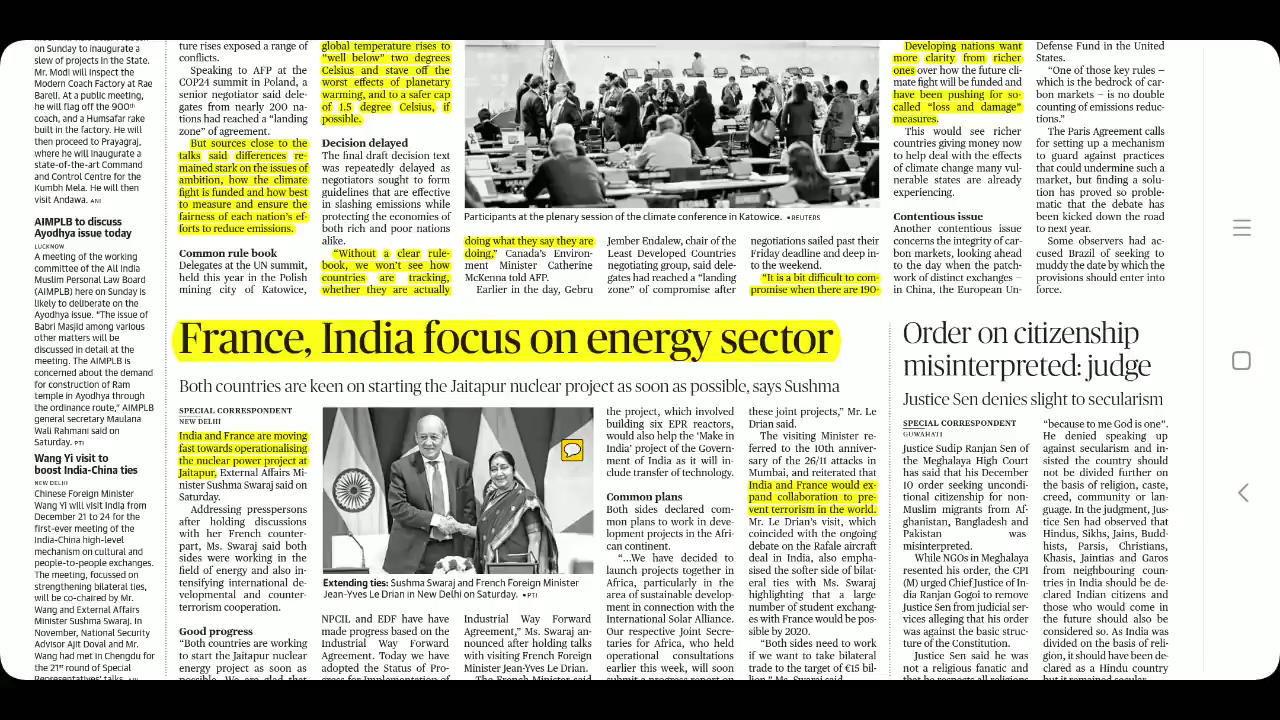 on Sunday to inaugurate a
slew of projects in the State.
Mr. Modi will inspect the
Modern Coach Factory at Rae
Bareli. At a public meeting,
he will flag off the 900th
coach, and a Humsafar rake
built in the factory. He will
then proceed to Prayagraj,
where he will inaugurate a
state-of-the-art Command
and Control Centre for the
Kumbh Mela. He will then
visit Andawa. ANI
AIMPLB to discuss
Ayodhya issue today
LUCKNOW
A meeting of the working
committee of the All India
Muslim Personal Law Board
(AIMPLB) here on Sunday is
likely to deliberate on the
Ayodhya issue. “The issue of
Babri Masjid among various
other matters will be
discussed in detail at the
meeting. The AIMPLB is
concerned about the demand
for construction of Ram
temple in Ayodhya through
the ordinance route,” AIMPLB
general secretary Maulana
Wali Rahmani said on
Saturday. PTI
Wang Yi visit to
boost India-China ties
NEW DELHI
Chinese Foreign Minister
Wang Yi will visit India from
December 21 to 24 for the
first-ever meeting of the
India-China high-level
mechanism on cultural and
people-to-people exchanges.
The meeting, focussed on
strengthening bilateral ties,
will be co-chaired by Mr.
Wang and External Affairs
Minister Sushma Swaraj. In
November, National Security
Advisor Ajit Doval and Mr.
Wang had met in Chengdu for
the 21st round of Special
Representatives' talks.
ture rises exposed a range of
conflicts.
Speaking to AFP at the
COP24 summit in Poland, a
senior negotiator said dele-
gates from nearly 200 na-
tions had reached a “landing
zone” of agreement.
But sources close to the
talks said differences re-
mained stark on the issues of
ambition, how the climate
fight is funded and how best
to measure and ensure the
fairness of each nation's ef-
forts to reduce emissions.
Common rule book
Delegates at the UN summit,
held this year in the Polish
mining city of Katowice,
global temperature rises to
“well below” two degrees
Celsius and stave off the
worst effects of planetary
warming, and to a safer cap
of 1.5 degree Celsius, if
possible.
Decision delayed
The final draft decision text
was repeatedly delayed as
negotiators sought to form
guidelines that are effective
in slashing emissions while
protecting the economies of
both rich and poor nations
alike.
“Without a clear rule-
book, we won't see how
countries are tracking,
whether they are actually
Participants at the plenary session of the climate conference in Katowice. ▪REUTERS
doing what they say they are
doing,” Canada's Environ-
ment Minister Catherine
McKenna told AFP.
Earlier in the day, Gebru
Jember Endalew, chair of the
Least Developed Countries
negotiating group, said dele-
gates had reached a “landing
zone” of compromise after
negotiations sailed past their
Friday deadline and deep in-
to the weekend.
“It is a bit difficult to com-
promise when there are 190-
Developing nations want
more clarity from richer
ones over how the future cli-
mate fight will be funded and
have been pushing for so-
called “loss and damage”
measures.
This would see richer
countries giving money now
to help deal with the effects
of climate change many vul-
nerable states are already
experiencing.
Contentious issue
Another contentious issue
concerns the integrity of car-
bon markets, looking ahead
to the day when the patch-
work of distinct exchanges –
in China, the European Un-
Defense Fund in the United
States.
“One of those key rules –
which is the bedrock of car-
bon markets – is no double
counting of emissions reduc-
tions.”
The Paris Agreement calls
for setting up a mechanism
to guard against practices
that could undermine such a
market, but finding a solu-
tion has proved so proble-
matic that the debate has
been kicked down the road
to next year.
Some observers had ac-
cused Brazil of seeking to
muddy the date by which the
provisions should enter into
force.
France, India focus on energy sector
Both countries are keen on starting the Jaitapur nuclear project as soon as possible, says Sushma
SPECIAL CORRESPONDENT
NEW DELHI
India and France are moving
fast towards operationalising
the nuclear power project at
Jaitapur, External Affairs Mi-
nister Sushma Swaraj said on
Saturday.
Addressing presspersons
after holding discussions
with her French counter-
part, Ms. Swaraj said both
sides were working in the
field of energy and also in-
tensifying international de-
velopmental and counter-
terrorism cooperation.
Good progress
“Both countries are working
to start the Jaitapur nuclear
energy project as soon as
possible. We are glad that
Extending ties: Sushma Swaraj and French Foreign Minister
Jean-Yves Le Drian in New Delhi on Saturday. ▪PTI
NPCIL and EDF have have
made progress based on the
Industrial Way Forward
Agreement. Today we have
adopted the Status of Pro-
gress for Implementation of
Industrial Way Forward
Agreement,” Ms. Swaraj an-
nounced after holding talks
with visiting French Foreign
Minister Jean-Yves Le Drian.
The French Minister said
the project, which involved
building six EPR reactors,
would also help the ‘Make in
India’ project of the Govern-
ment of India as it will in-
clude transfer of technology.
Common plans
Both sides declared com-
mon plans to work in deve-
lopment projects in the Afri-
can continent.
“...We have decided to
launch projects together in
Africa, particularly in the
area of sustainable develop-
ment in connection with the
International Solar Alliance.
Our respective Joint Secre-
taries for Africa, who held
operational consultations
earlier this week, will soon
submit a progress report on
these joint projects,” Mr. Le
Drian said.
The visiting Minister re-
ferred to the 10th anniver-
sary of the 26/11 attacks in
Mumbai, and reiterated that
India and France would ex-
pand collaboration to pre-
vent terrorism in the world.
Mr. Le Drian's visit, which
coincided with the ongoing
debate on the Rafale aircraft
deal in India, also empha-
sised the softer side of bilat-
eral ties with Ms. Swaraj
highlighting that a large
number of student exchang-
es with France would be pos-
sible by 2020.
“Both sides need to work
if we want to take bilateral
trade to the target of €15 bil-
lion,” Ms. Swaraj said.
Order on citizenship
misinterpreted: judge
Justice Sen denies slight to secularism
SPECIAL CORRESPONDENT
GUWAHATI
Justice Sudip Ranjan Sen of
the Meghalaya High Court
has said that his December
10 order seeking uncondi-
tional citizenship for non-
Muslim migrants from Af-
ghanistan, Bangladesh and
Pakistan was
misinterpreted.
While NGOs in Meghalaya
resented his order, the CPI
(M) urged Chief Justice of In-
dia Ranjan Gogoi to remove
Justice Sen from judicial ser-
vices alleging that his order
was against the basic struc-
ture of the Constitution.
Justice Sen said he was
not a religious fanatic and
that he respects all religions
“because to me God is one”.
He denied speaking up
against secularism and in-
sisted the country should
not be divided further on
the basis of religion, caste,
creed, community or lan-
guage. In the judgment, Jus-
tice Sen had observed that
Hindus, Sikhs, Jains, Budd-
hists, Parsis, Christians,
Khasis, Jaintias and Garos
from neighbouring coun-
tries in India should be de-
clared Indian citizens and
those who would come in
the future should also be
considered so. As India was
divided on the basis of reli-
gion, it should have been de-
clared as a Hindu country
but it remained secular.